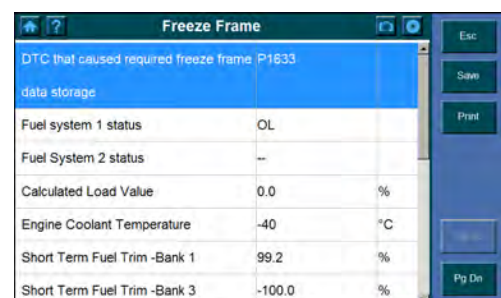 ? Freeze Frame
Esc
DTC that caused required freeze frame P1633
data storage
Save
Fuel system 1 status OL
Print
Fuel System 2 status --
Calculated Load Value 0.0 %
Engine Coolant Temperature -40 °C
Short Term Fuel Trim -Bank 1 99.2 %
Short Term Fuel Trim -Bank 3 -100.0 %
Pg Dn